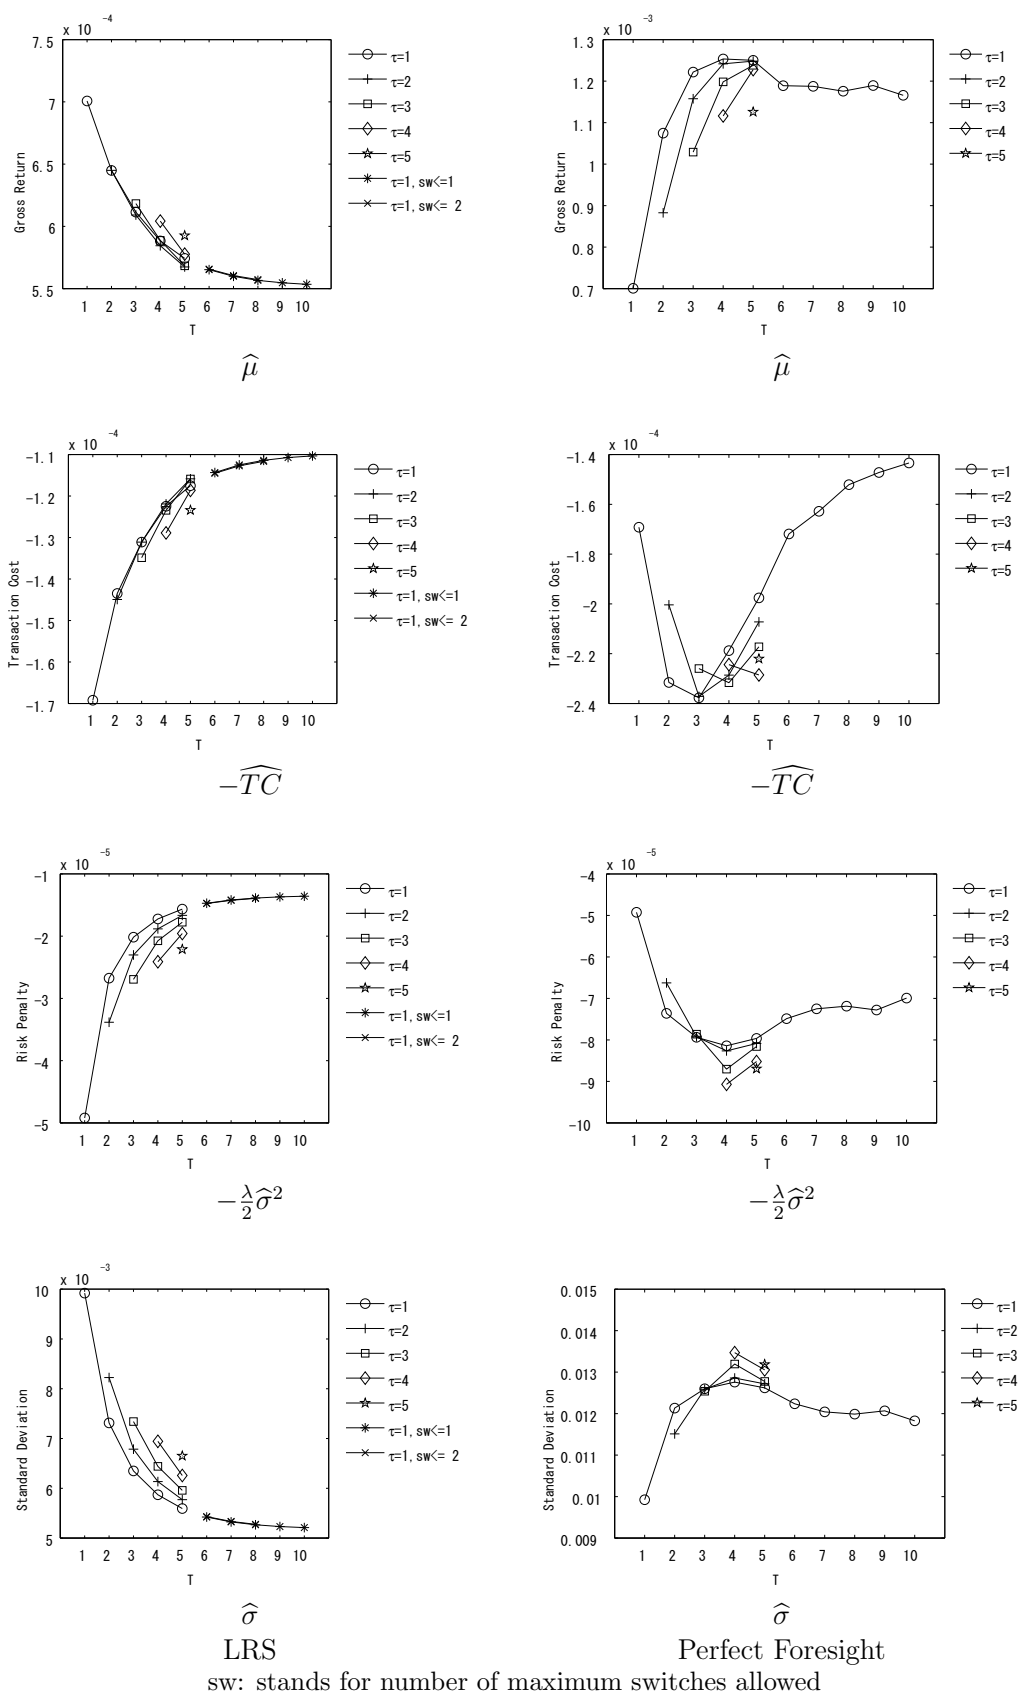 x 10 -4
7.5
7
6.5
6
5.5
Gross Return
1 2 3 4 5 6 7 8 9 10
T
τ=1
τ=2
τ=3
τ=4
τ=5
τ=1, sw<=1
τ=1, sw<= 2
\widehat{μ}
x 10 -3
1.3
1.2
1.1
1
0.9
0.8
0.7
Gross Return
1 2 3 4 5 6 7 8 9 10
T
τ=1
τ=2
τ=3
τ=4
τ=5
\widehat{μ}
x 10 -4
-1.1
-1.2
-1.3
-1.4
-1.5
-1.6
-1.7
Transaction Cost
1 2 3 4 5 6 7 8 9 10
T
τ=1
τ=2
τ=3
τ=4
τ=5
τ=1, sw<=1
τ=1, sw<= 2
−\widehat{TC}
x 10 -4
-1.4
-1.6
-1.8
-2
-2.2
-2.4
Transaction Cost
1 2 3 4 5 6 7 8 9 10
T
τ=1
τ=2
τ=3
τ=4
τ=5
−\widehat{TC}
x 10 -5
-1
-2
-3
-4
-5
Risk Penalty
1 2 3 4 5 6 7 8 9 10
T
τ=1
τ=2
τ=3
τ=4
τ=5
τ=1, sw<=1
τ=1, sw<= 2
−\frac{λ}{2}\widehat{σ}^2
x 10 -5
-4
-5
-6
-7
-8
-9
-10
Risk Penalty
1 2 3 4 5 6 7 8 9 10
T
τ=1
τ=2
τ=3
τ=4
τ=5
−\frac{λ}{2}\widehat{σ}^2
x 10 -3
10
9
8
7
6
5
Standard Deviation
1 2 3 4 5 6 7 8 9 10
T
τ=1
τ=2
τ=3
τ=4
τ=5
τ=1, sw<=1
τ=1, sw<= 2
\widehat{σ}
LRS
0.015
0.014
0.013
0.012
0.011
0.01
0.009
Standard Deviation
1 2 3 4 5 6 7 8 9 10
T
τ=1
τ=2
τ=3
τ=4
τ=5
\widehat{σ}
Perfect Foresight
sw: stands for number of maximum switches allowed